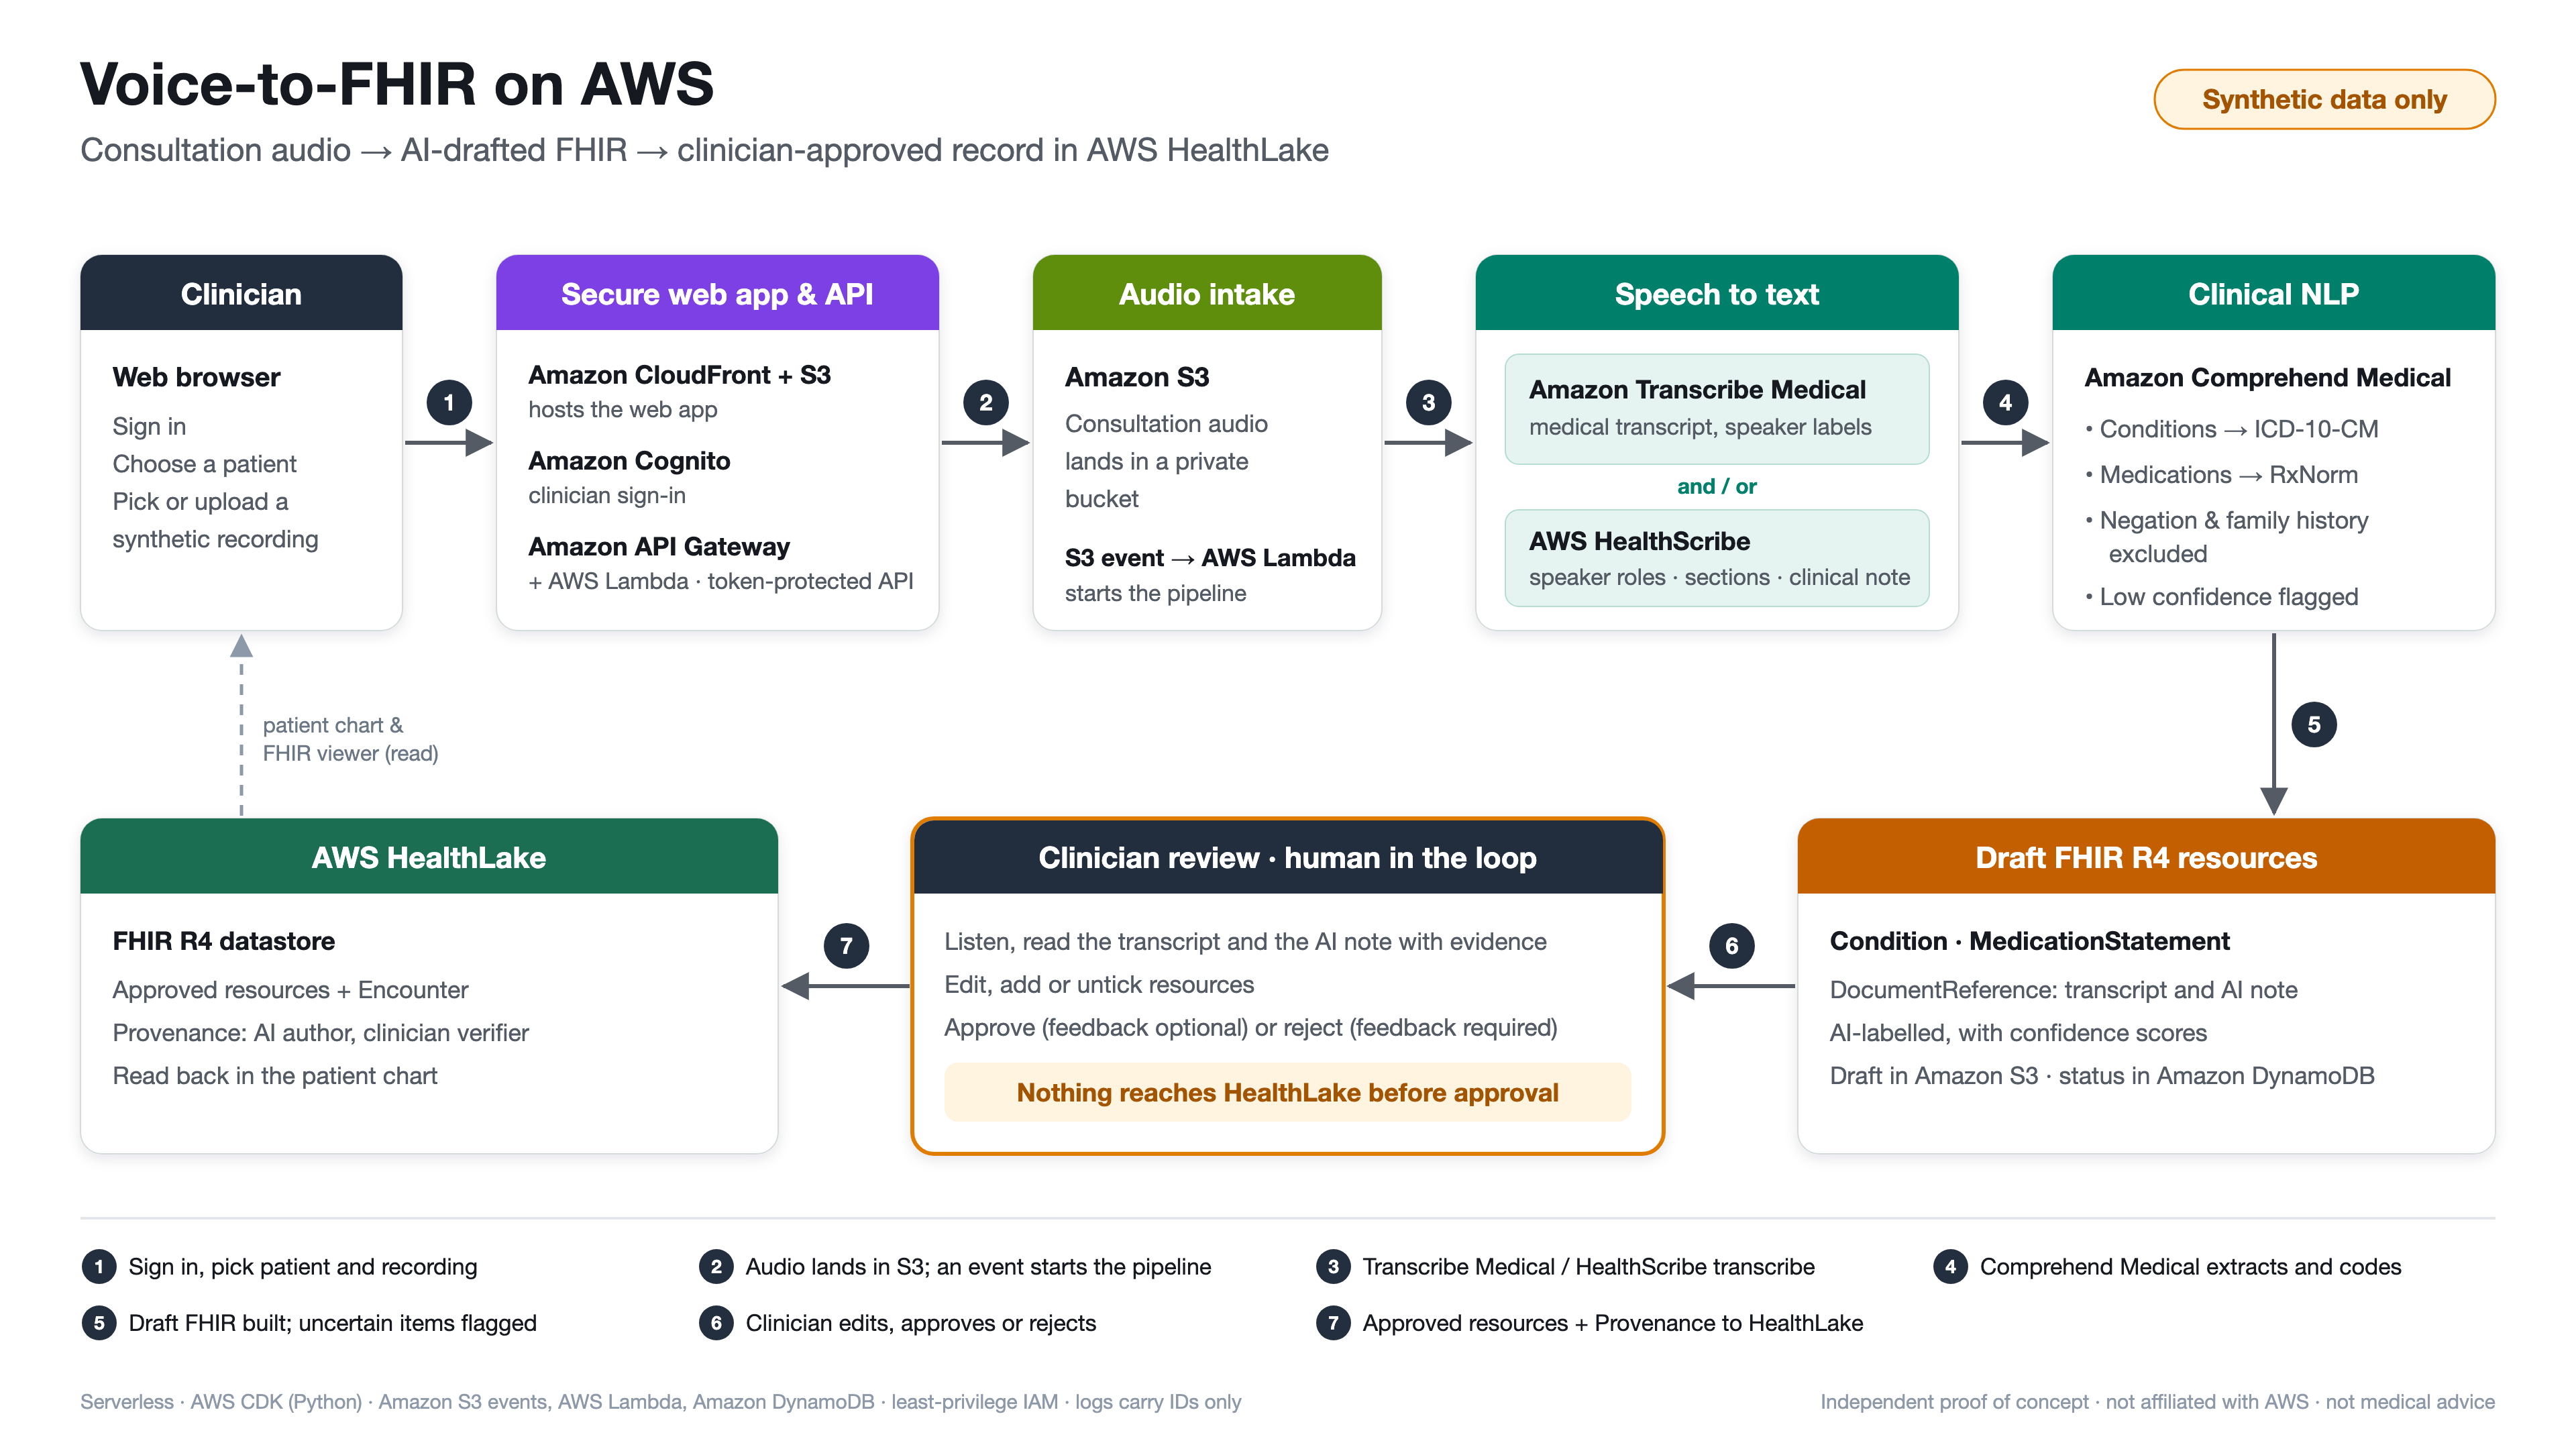 Voice-to-FHIR on AWS
Consultation audio → AI-drafted FHIR → clinician-approved record in AWS HealthLake
Synthetic data only
Clinician
Web browser
Sign in
Choose a patient
Pick or upload a
synthetic recording
1
Secure web app & API
Amazon CloudFront + S3
hosts the web app
Amazon Cognito
clinician sign-in
Amazon API Gateway
+ AWS Lambda · token-protected API
2
Audio intake
Amazon S3
Consultation audio
lands in a private
bucket
S3 event → AWS Lambda
starts the pipeline
3
Speech to text
Amazon Transcribe Medical
medical transcript, speaker labels
and / or
AWS HealthScribe
speaker roles · sections · clinical note
4
Clinical NLP
Amazon Comprehend Medical
• Conditions → ICD-10-CM
• Medications → RxNorm
• Negation & family history
excluded
• Low confidence flagged
5
patient chart &
FHIR viewer (read)
Draft FHIR R4 resources
Condition · MedicationStatement
DocumentReference: transcript and AI note
AI-labelled, with confidence scores
Draft in Amazon S3 · status in Amazon DynamoDB
6
Clinician review · human in the loop
Listen, read the transcript and the AI note with evidence
Edit, add or untick resources
Approve (feedback optional) or reject (feedback required)
Nothing reaches HealthLake before approval
7
AWS HealthLake
FHIR R4 datastore
Approved resources + Encounter
Provenance: AI author, clinician verifier
Read back in the patient chart
1 Sign in, pick patient and recording
2 Audio lands in S3; an event starts the pipeline
3 Transcribe Medical / HealthScribe transcribe
4 Comprehend Medical extracts and codes
5 Draft FHIR built; uncertain items flagged
6 Clinician edits, approves or rejects
7 Approved resources + Provenance to HealthLake
Serverless · AWS CDK (Python) · Amazon S3 events, AWS Lambda, Amazon DynamoDB · least-privilege IAM · logs carry IDs only
Independent proof of concept · not affiliated with AWS · not medical advice